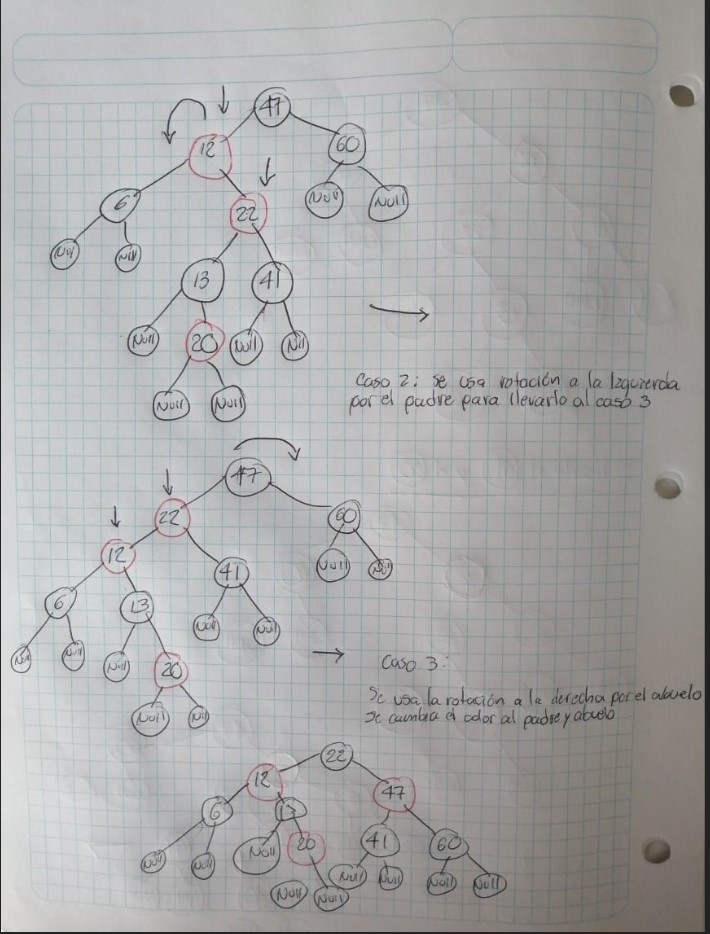 47
12
60
6
22
Null
Null
Null
Null
13
41
Null
20
Null
Null
Null
Null
Caso 2: se usa rotación a la Izquierda
por el padre para llevarlo al caso 3
47
22
60
12
41
Null
Null
6
13
Null
Null
Null
Null
Null
20
Null
Null
Caso 3:
Se usa la rotación a la derecha por el abuelo
Se cambia el color al padre y abuelo
22
12
47
6
13
41
60
Null
Null
Null
20
Null
Null
Null
Null
Null
Null